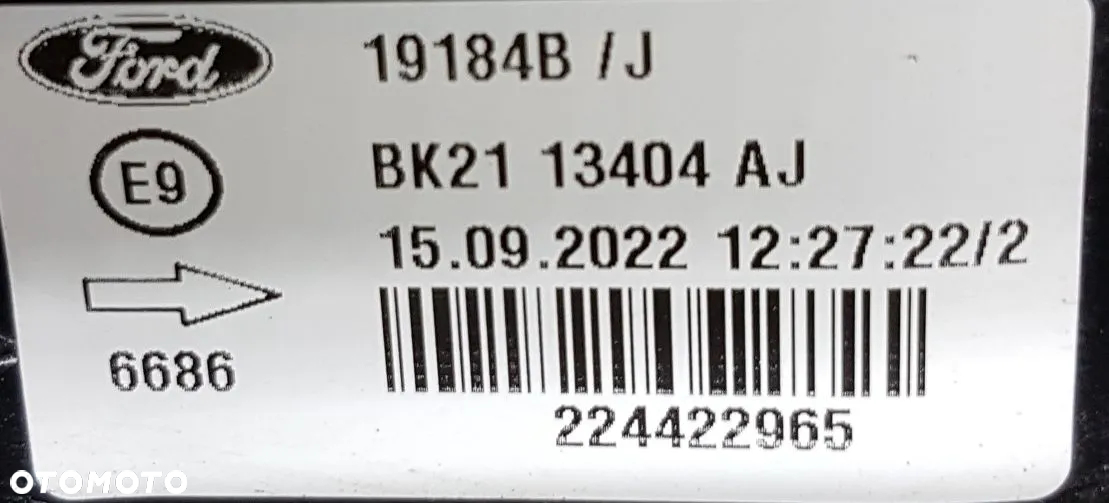 Ford
19184B /J
E9
BK21 13404 AJ
15.09.2022 12:27:22/2
6686
224422965
OTOMOTO